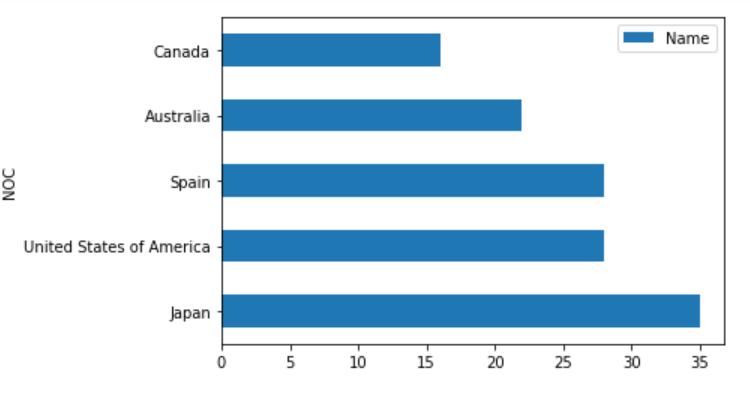 Name
Canada
Australia
Spain
United States of America
Japan
NOC
0 5 10 15 20 25 30 35